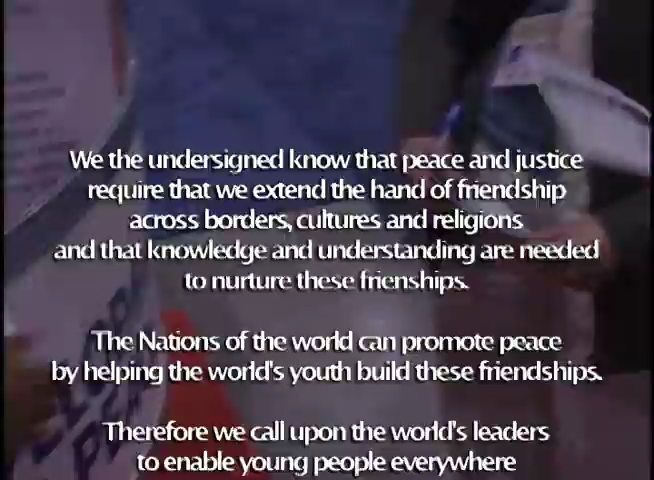 We the undersigned know that peace and justice
require that we extend the hand of friendship
across borders, cultures and religions
and that knowledge and understanding are needed
to nurture these frienships.
The Nations of the world can promote peace
by helping the world's youth build these friendships.
Therefore we call upon the world's leaders
to enable young people everywhere